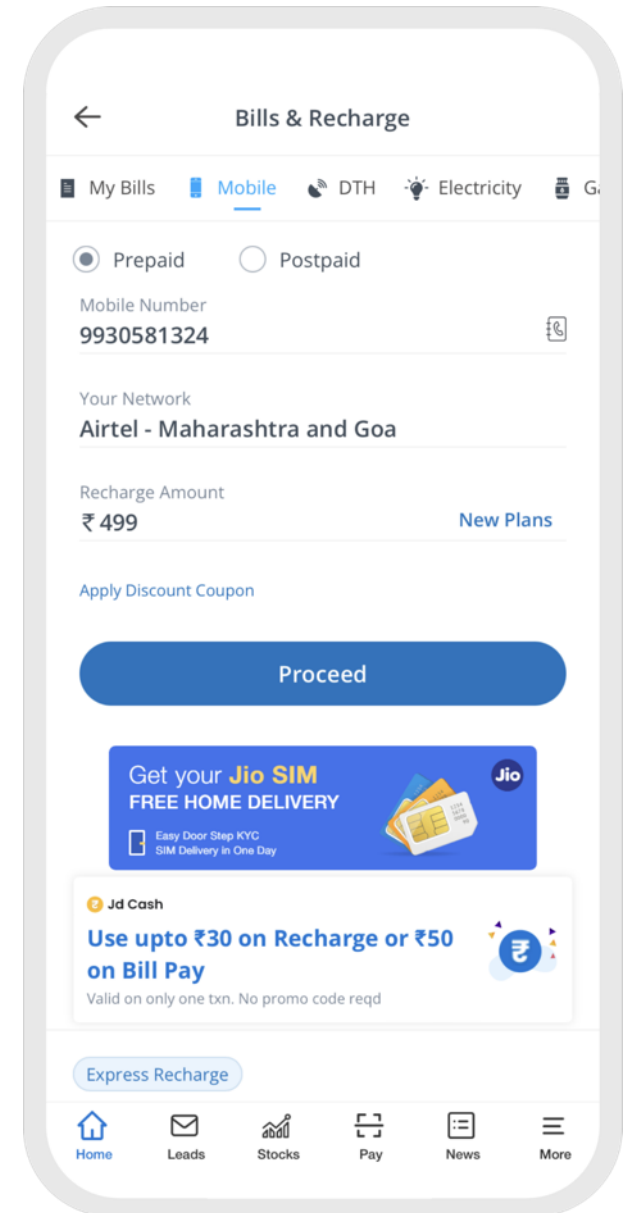 Bills & Recharge
My Bills Mobile DTH Electricity Ga
Prepaid Postpaid
Mobile Number
9930581324
Your Network
Airtel - Maharashtra and Goa
Recharge Amount
₹ 499 New Plans
Apply Discount Coupon
Proceed
Get your Jio SIM
FREE HOME DELIVERY
Easy Door Step KYC
SIM Delivery in One Day
Jio
Jd Cash
Use upto ₹30 on Recharge or ₹50
on Bill Pay
Valid on only one txn. No promo code reqd
Express Recharge
Home Leads Stocks Pay News More